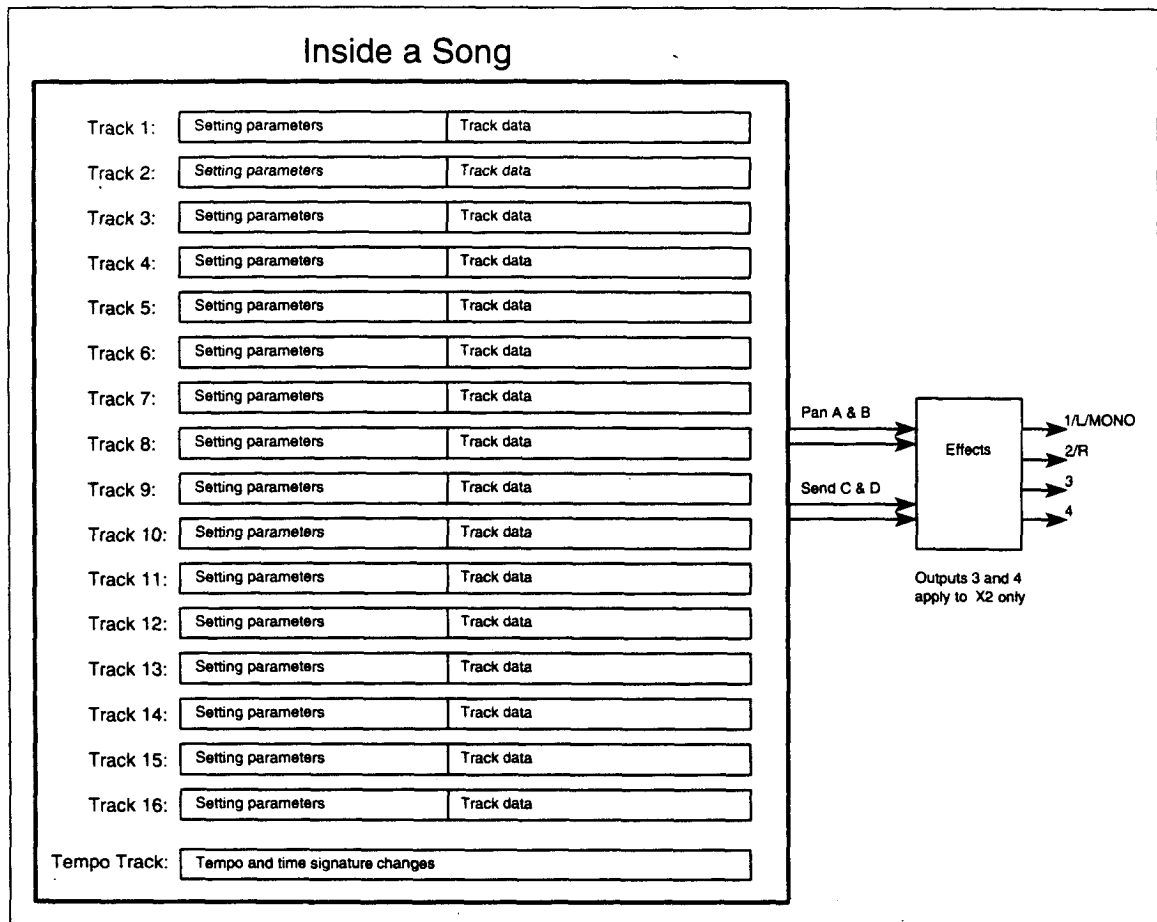 Inside a Song
Track 1: Setting parameters Track data
Track 2: Setting parameters Track data
Track 3: Setting parameters Track data
Track 4: Setting parameters Track data
Track 5: Setting parameters Track data
Track 6: Setting parameters Track data
Track 7: Setting parameters Track data
Track 8: Setting parameters Track data
Track 9: Setting parameters Track data
Track 10: Setting parameters Track data
Track 11: Setting parameters Track data
Track 12: Setting parameters Track data
Track 13: Setting parameters Track data
Track 14: Setting parameters Track data
Track 15: Setting parameters Track data
Track 16: Setting parameters Track data
Tempo Track: Tempo and time signature changes
Pan A & B
Send C & D
Effects
1/L/MONO
2/R
3
4
Outputs 3 and 4
apply to X2 only